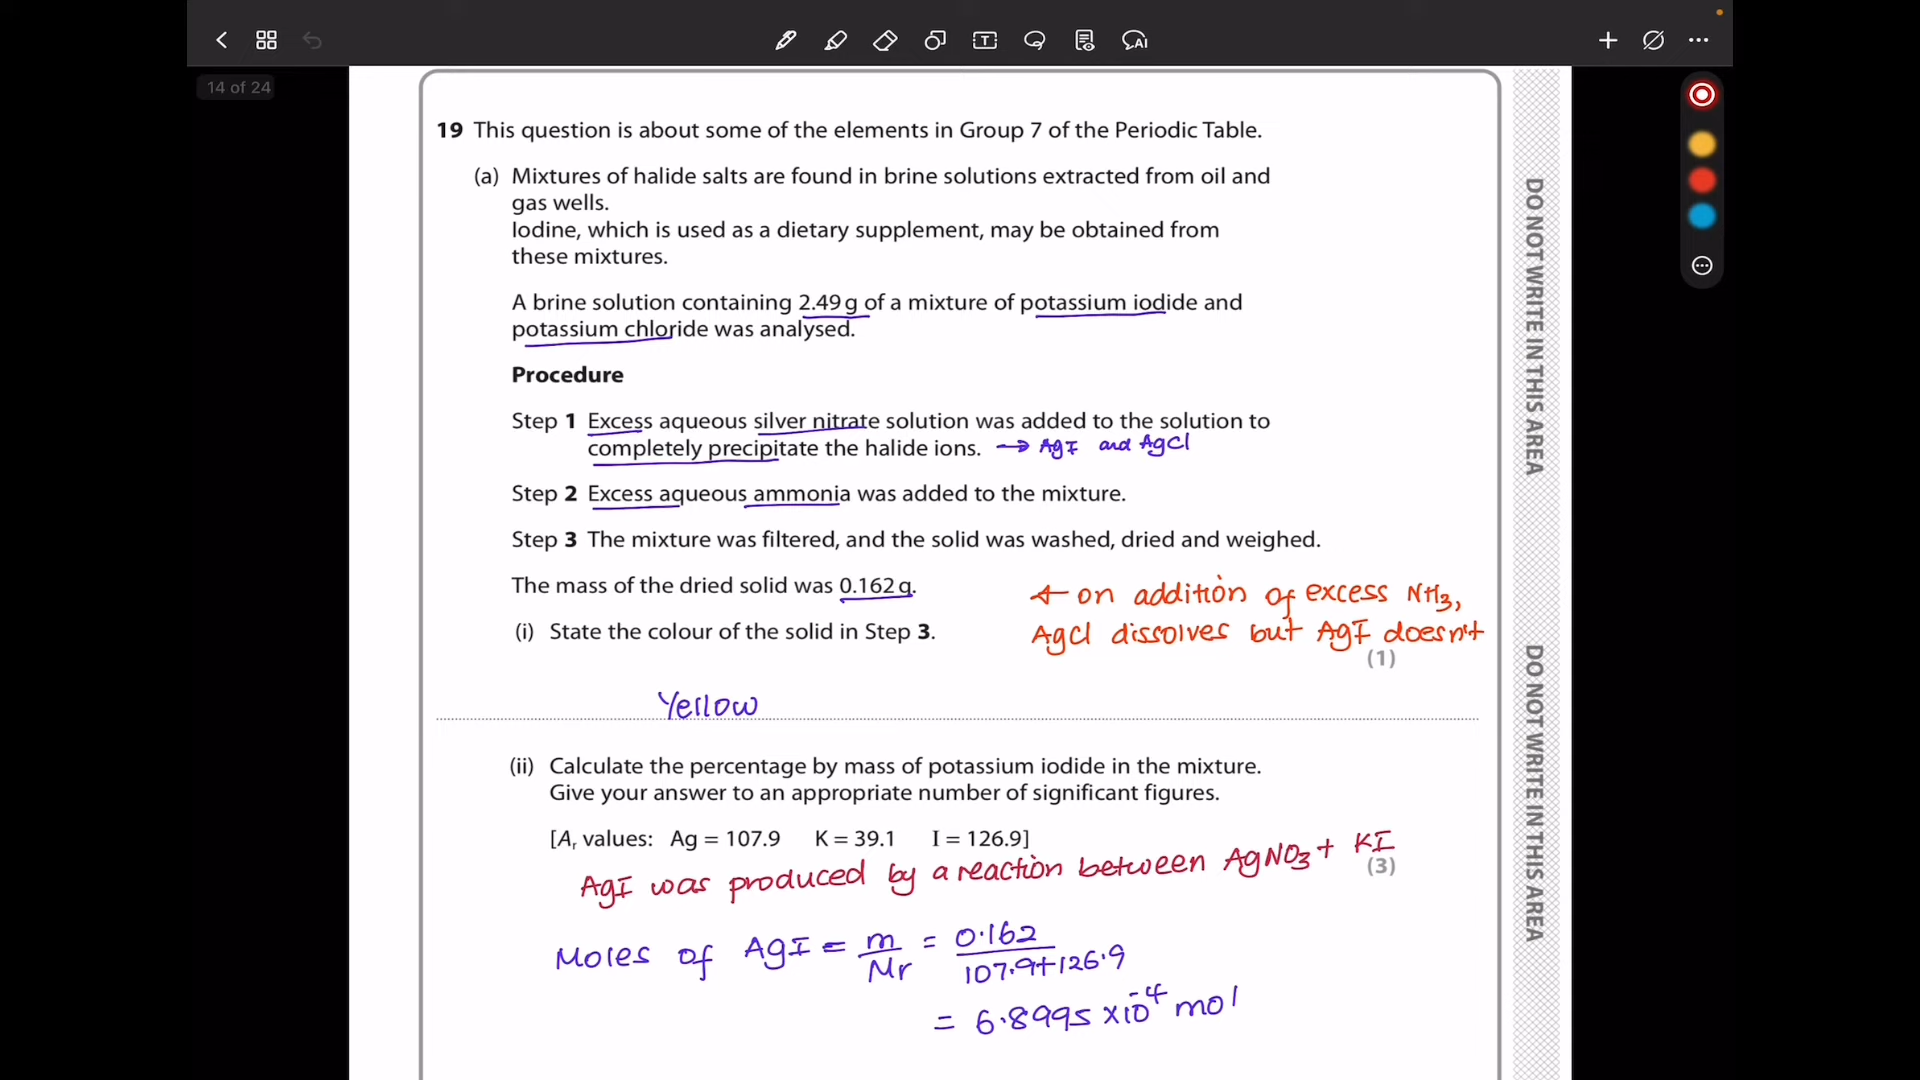 14 of 24
19 This question is about some of the elements in Group 7 of the Periodic Table.
(a) Mixtures of halide salts are found in brine solutions extracted from oil and
gas wells.
Iodine, which is used as a dietary supplement, may be obtained from
these mixtures.
A brine solution containing 2.49 g of a mixture of potassium iodide and
potassium chloride was analysed.
Procedure
Step 1 Excess aqueous silver nitrate solution was added to the solution to
completely precipitate the halide ions. → AgI and AgCl
Step 2 Excess aqueous ammonia was added to the mixture.
Step 3 The mixture was filtered, and the solid was washed, dried and weighed.
The mass of the dried solid was 0.162 g.
← on addition of excess NH3,
(i) State the colour of the solid in Step 3.
AgCl dissolves but AgI doesn't
(1)
Yellow
(ii) Calculate the percentage by mass of potassium iodide in the mixture.
Give your answer to an appropriate number of significant figures.
[Ar values: Ag = 107.9 K = 39.1 I = 126.9]
AgI was produced by a reaction between AgNO3 + KI
(3)
Moles of AgI = m/Mr = 0.162/107.9+126.9
= 6.8995 ×10⁻⁴ mol
DO NOT WRITE IN THIS AREA
DO NOT WRITE IN THIS AREA
T
AI